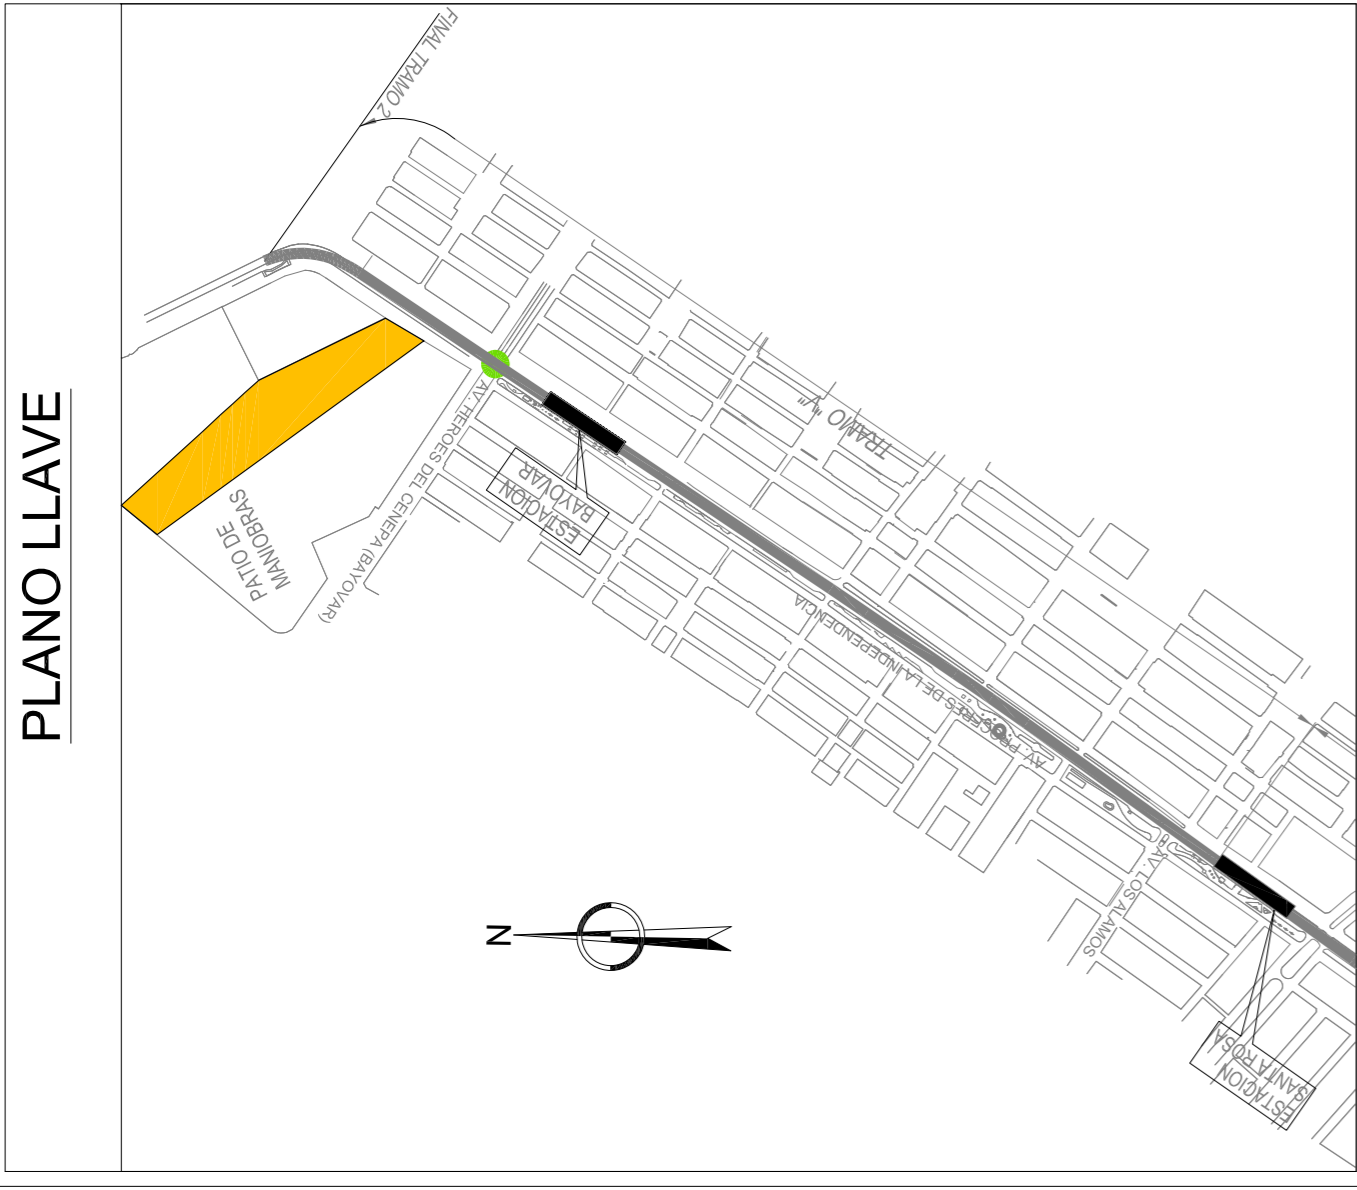 PLANO LLAVE
FINAL TRAMO 2
PATIO DE
MANIOBRAS
AV. HEROES DEL CENEPA (BAYOVAR)
ESTACION
BAYOVAR
TRAMO "A"
AV. PROCERES DE LA INDEPENDENCIA
N
AV. LOS ALAMOS
ESTACION
SANTA ROSA